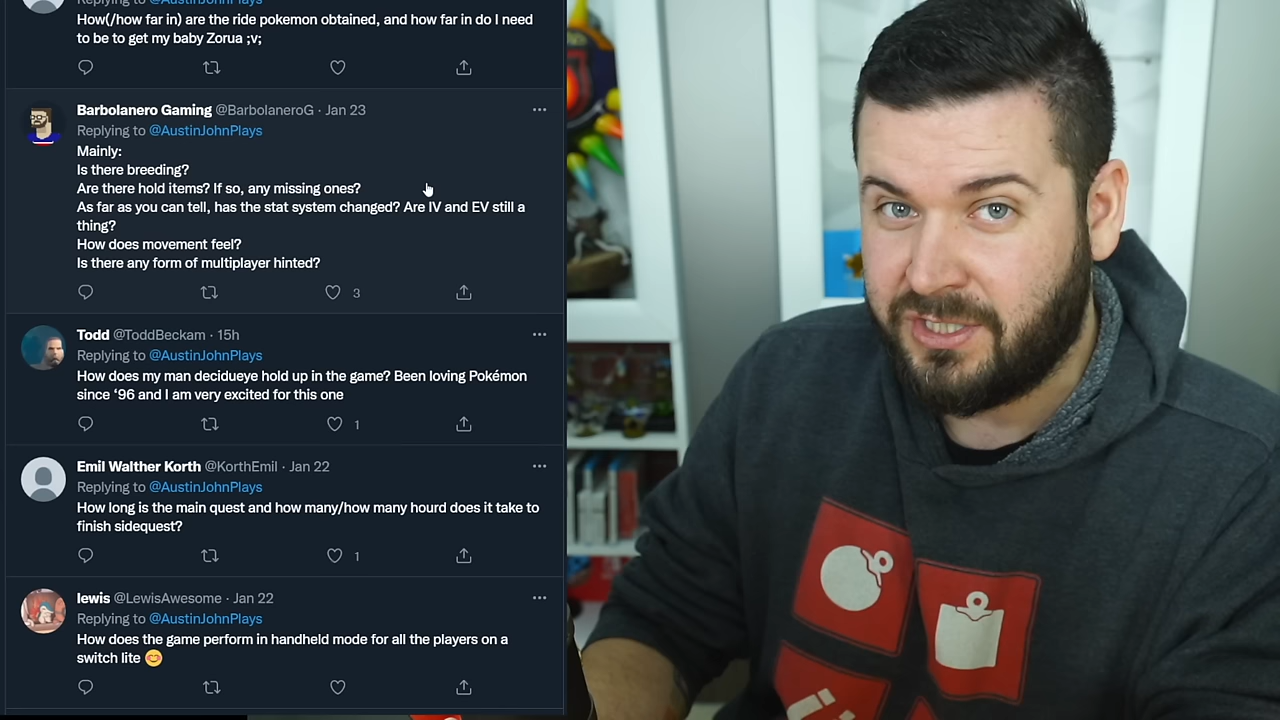 Replying to @AustinJohnPlays
How(/how far in) are the ride pokemon obtained, and how far in do I need
to be to get my baby Zorua ;v;
Barbolanero Gaming @BarbolaneroG · Jan 23
Replying to @AustinJohnPlays
Mainly:
Is there breeding?
Are there hold items? If so, any missing ones?
As far as you can tell, has the stat system changed? Are IV and EV still a
thing?
How does movement feel?
Is there any form of multiplayer hinted?
3
Todd @ToddBeckam · 15h
Replying to @AustinJohnPlays
How does my man decidueye hold up in the game? Been loving Pokémon
since ‘96 and I am very excited for this one
1
Emil Walther Korth @KorthEmil · Jan 22
Replying to @AustinJohnPlays
How long is the main quest and how many/how many hourd does it take to
finish sidequest?
1
lewis @LewisAwesome · Jan 22
Replying to @AustinJohnPlays
How does the game perform in handheld mode for all the players on a
switch lite 😊